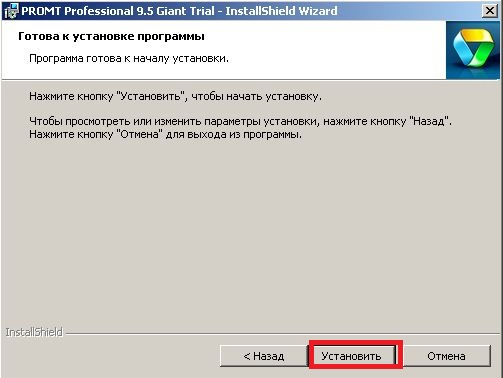 PROMT Professional 9.5 Giant Trial - InstallShield Wizard
Готова к установке программы
Программа готова к началу установки.
Нажмите кнопку "Установить", чтобы начать установку.
Чтобы просмотреть или изменить параметры установки, нажмите кнопку "Назад".
Нажмите кнопку "Отмена" для выхода из программы.
InstallShield
< Назад
Установить
Отмена